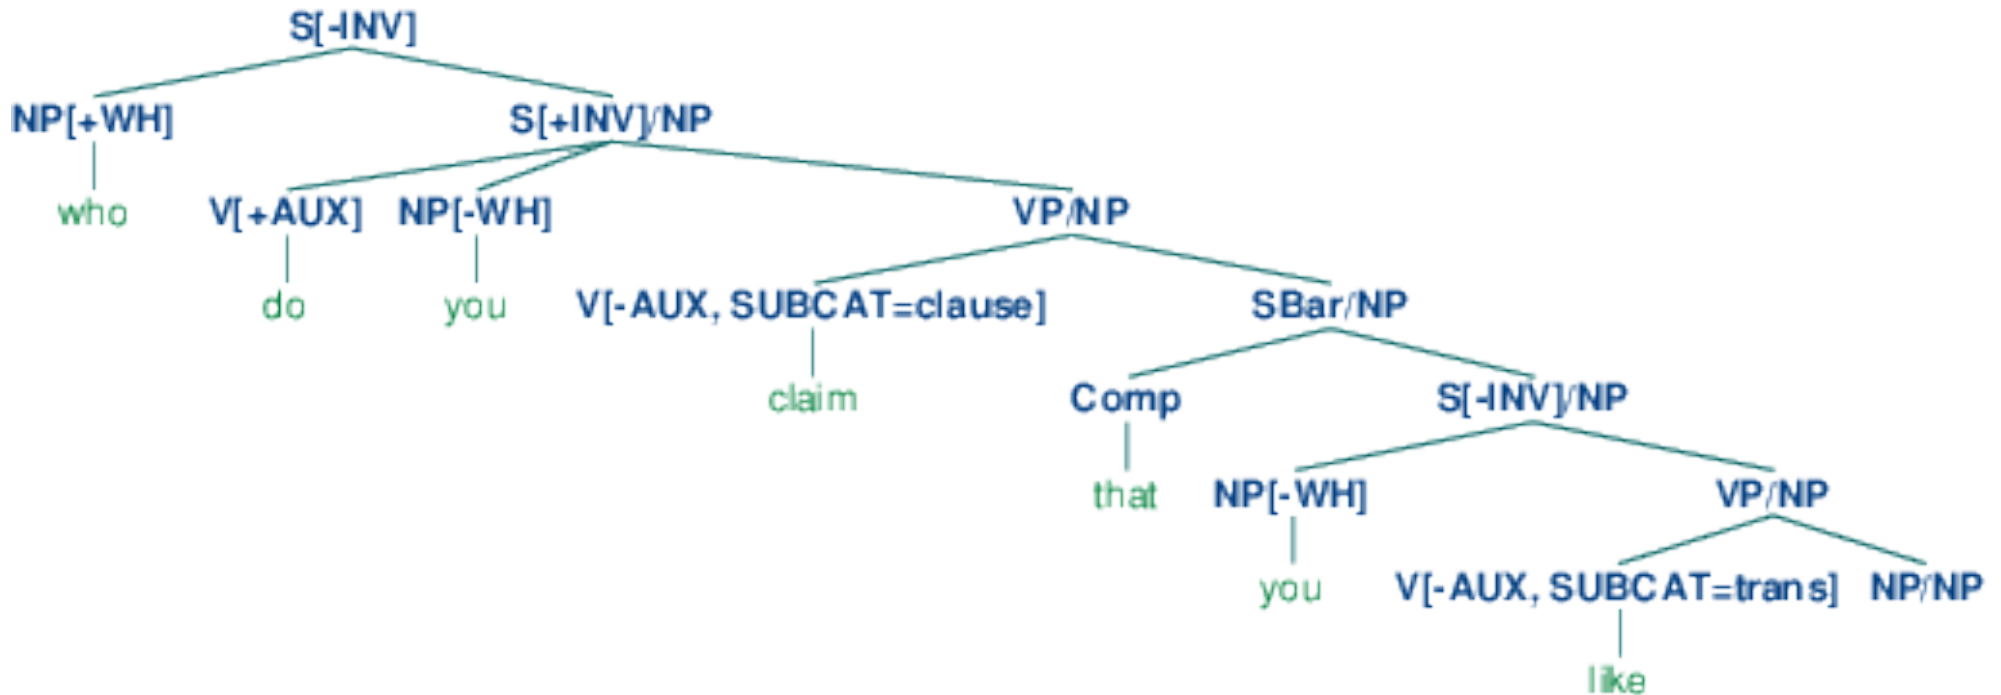 S[-INV]
NP[+WH] S[+INV]/NP
who V[+AUX] NP[-WH] VP/NP
do you V[-AUX, SUBCAT=clause] SBar/NP
claim Comp S[-INV]/NP
that NP[-WH] VP/NP
you V[-AUX, SUBCAT=trans] NP/NP
like